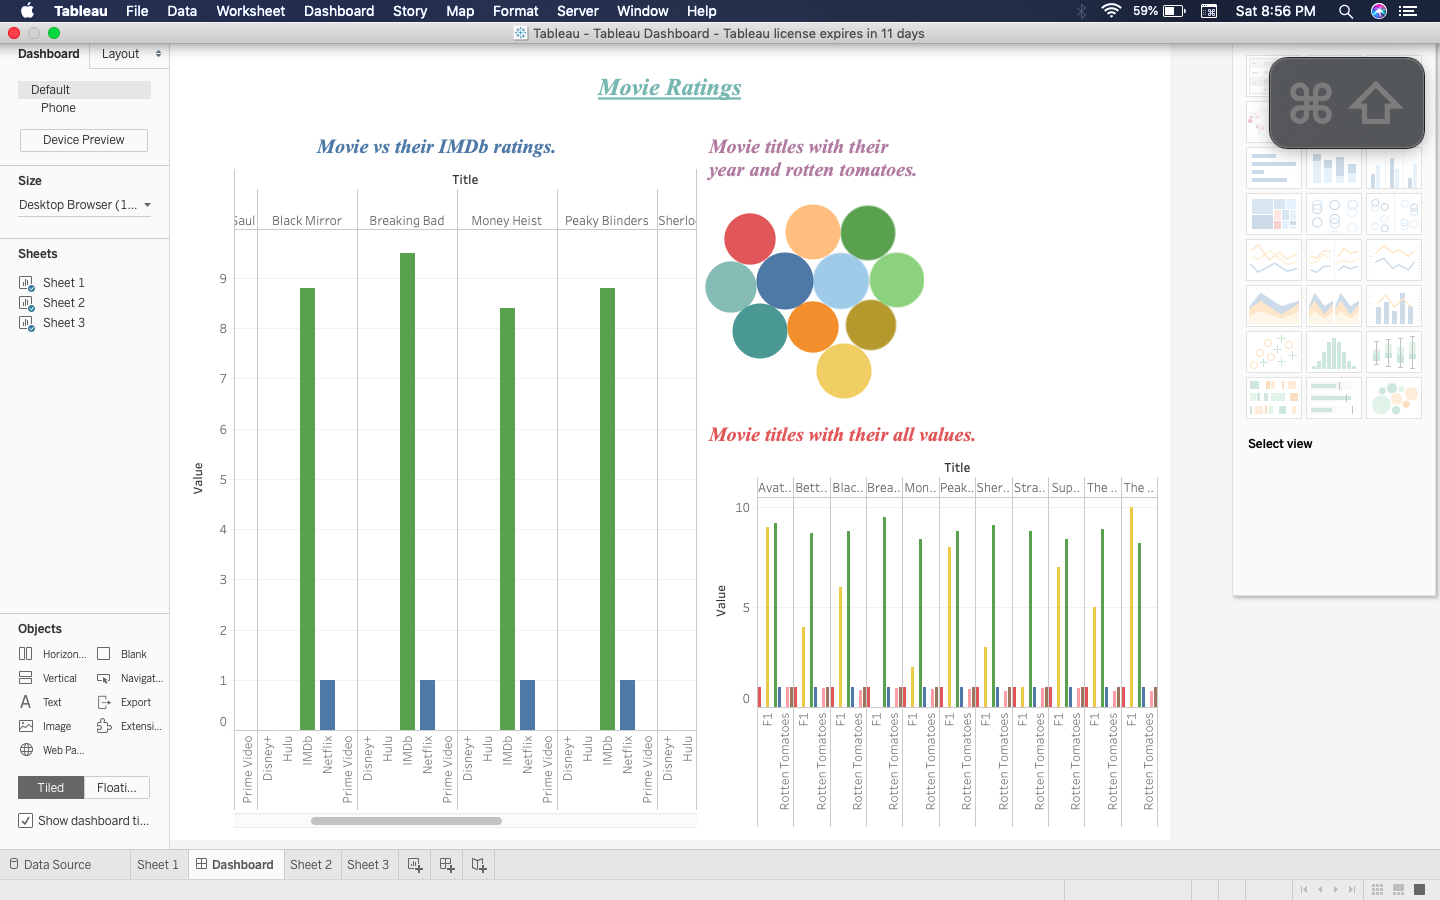 Tableau File Data Worksheet Dashboard Story Map Format Server Window Help 59% Sat 8:56 PM
Tableau - Tableau Dashboard - Tableau license expires in 11 days
Dashboard Layout
Default
Phone
Device Preview
Size
Desktop Browser (1...
Sheets
Sheet 1
Sheet 2
Sheet 3
Objects
Horizon... Blank
Vertical Navigat...
Text Export
Image Extensi...
Web Pa...
Tiled Floati...
Show dashboard ti...
Movie Ratings
Movie vs their IMDb ratings.
Title
Saul Black Mirror Breaking Bad Money Heist Peaky Blinders Sherlo
9
8
7
6
5
4
3
2
1
0
Value
Prime Video Disney+ Hulu IMDb Netflix Prime Video Disney+ Hulu IMDb Netflix Prime Video Disney+ Hulu IMDb Netflix Prime Video Disney+ Hulu IMDb Netflix Prime Video Disney+ Hulu
Movie titles with their
year and rotten tomatoes.
Movie titles with their all values.
Title
Avat.. Bett.. Blac.. Brea.. Mon.. Peak.. Sher.. Stra.. Sup.. The .. The ..
10
5
0
Value
F1 Rotten Tomatoes F1 Rotten Tomatoes F1 Rotten Tomatoes F1 Rotten Tomatoes F1 Rotten Tomatoes F1 Rotten Tomatoes F1 Rotten Tomatoes F1 Rotten Tomatoes F1 Rotten Tomatoes F1 Rotten Tomatoes F1 Rotten Tomatoes
Select view
Data Source Sheet 1 Dashboard Sheet 2 Sheet 3